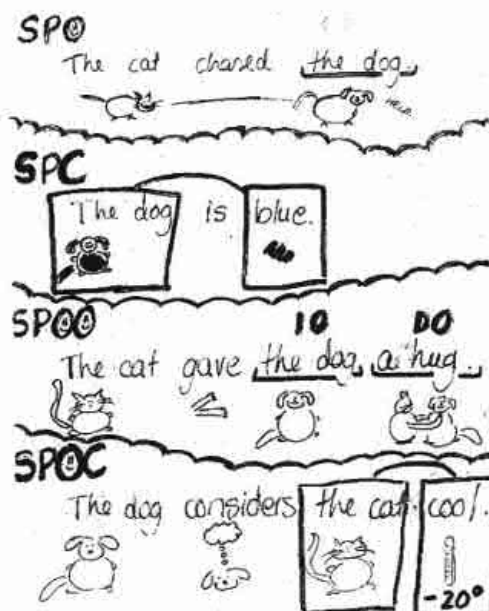 SPO
The cat chased the dog.
HELP
SPC
The dog is blue.
SPOO IO DO
The cat gave the dog a hug.
SPOC
The dog considers the cat cool.
-20°